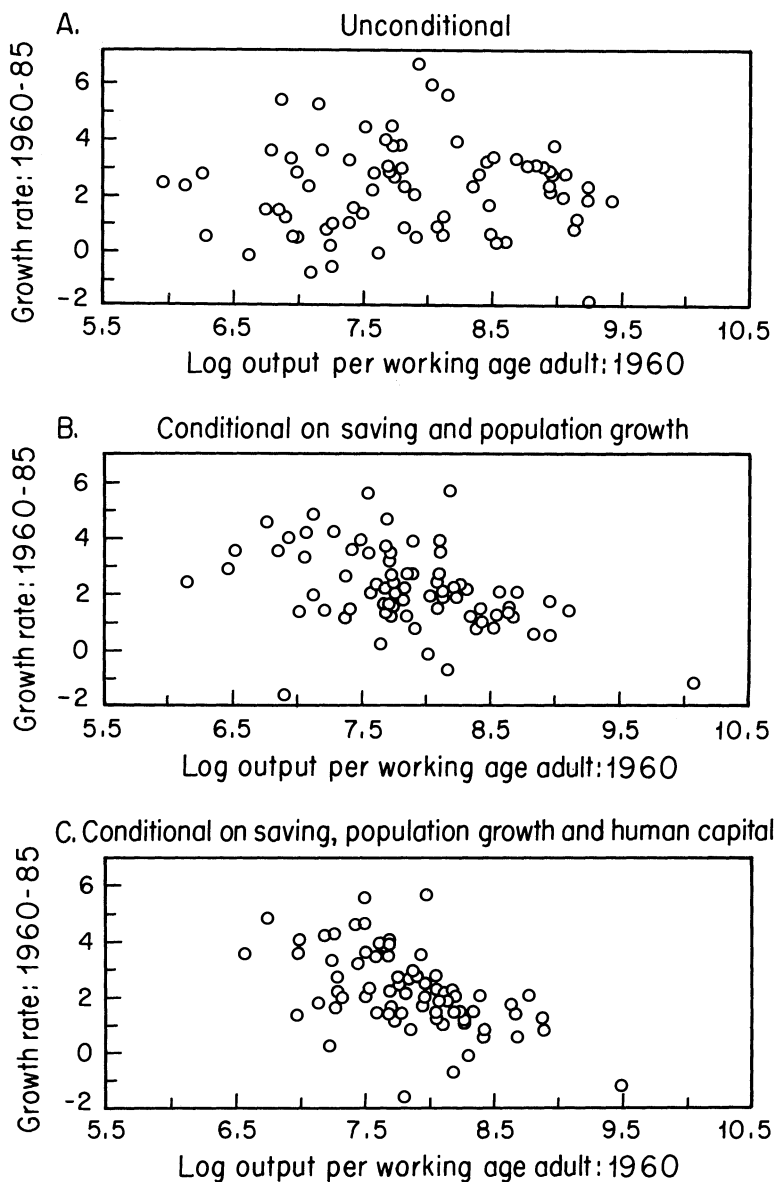 A. Unconditional
Growth rate: 1960-85
6
4
2
0
-2
5.5 6.5 7.5 8.5 9.5 10.5
Log output per working age adult: 1960
B. Conditional on saving and population growth
Growth rate: 1960-85
6
4
2
0
-2
5.5 6.5 7.5 8.5 9.5 10.5
Log output per working age adult: 1960
C. Conditional on saving, population growth and human capital
Growth rate: 1960-85
6
4
2
0
-2
5.5 6.5 7.5 8.5 9.5 10.5
Log output per working age adult: 1960